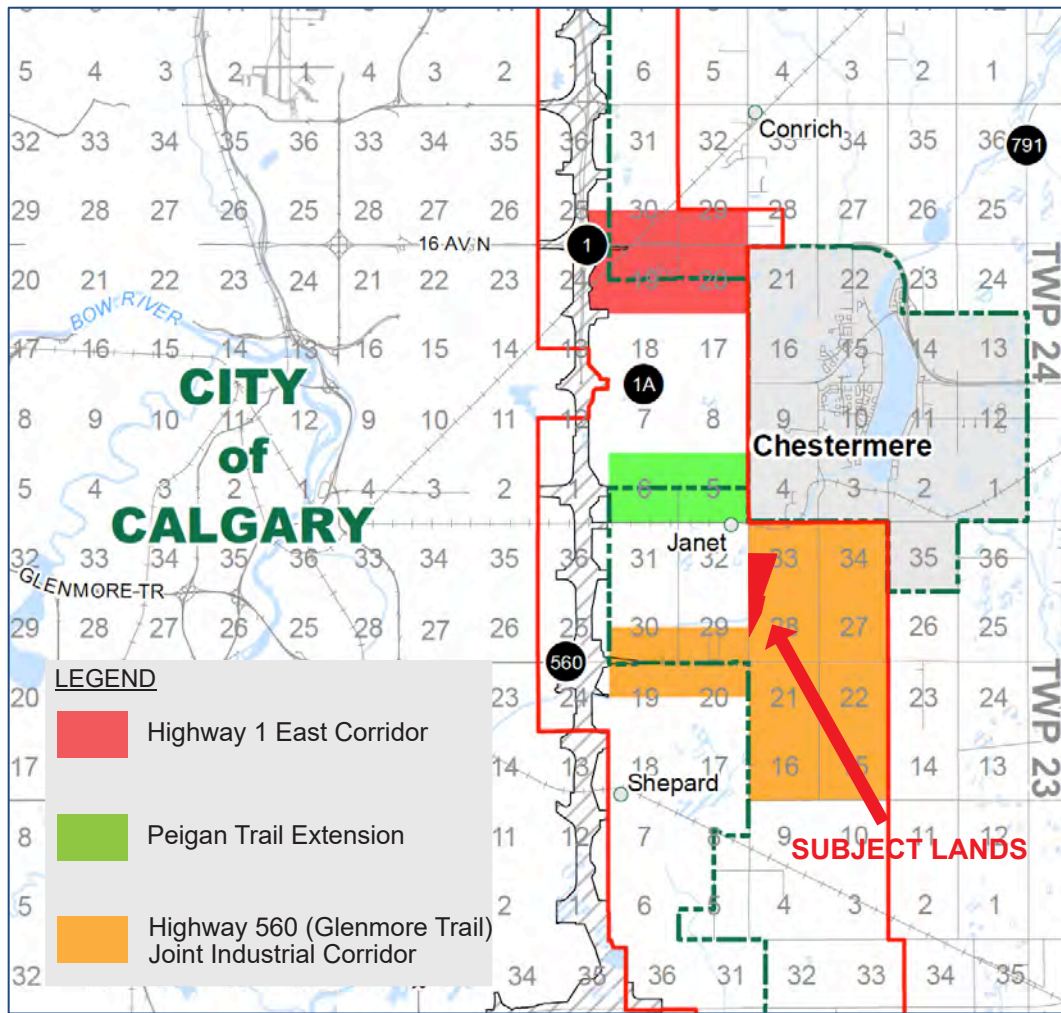 5 4 3 2 1 4 3 2 1 6 5 4 3 2 1
Conrich
32 33 34 35 36 33 34 35 36 31 32 33 34 35 36
791
29 28 27 26 25 28 27 26 25 30 29 28 27 26 25
16 AV N
1
20 21 22 23 24 21 22 23 24 19 20 21 22 23 24
BOW RIVER
TWP 24
17 16 15 14 13 16 15 14 13 18 17 16 15 14 13
CITY
1A
8 9 10 11 12 9 10 11 12 7 8 9 10 11 12
of
Chestermere
5 4 3 2 1 4 3 2 6 5 4 3 2 1
CALGARY
Janet
32 33 34 35 36 33 34 35 36 31 32 33 34 35 36
GLENMORE TR
29 28 27 26 25 28 27 26 25 30 29 28 27 26 25
560
20 23 24 19 20 21 22 23 24
TWP 23
17 14 13 18 17 16 15 14 13
Shepard
8 11 12 7 8 9 10 11 12
SUBJECT LANDS
5 2 1 6 5 4 3 2 1
32 34 35 36 31 32 33 34 35
LEGEND
Highway 1 East Corridor
Peigan Trail Extension
Highway 560 (Glenmore Trail)
Joint Industrial Corridor